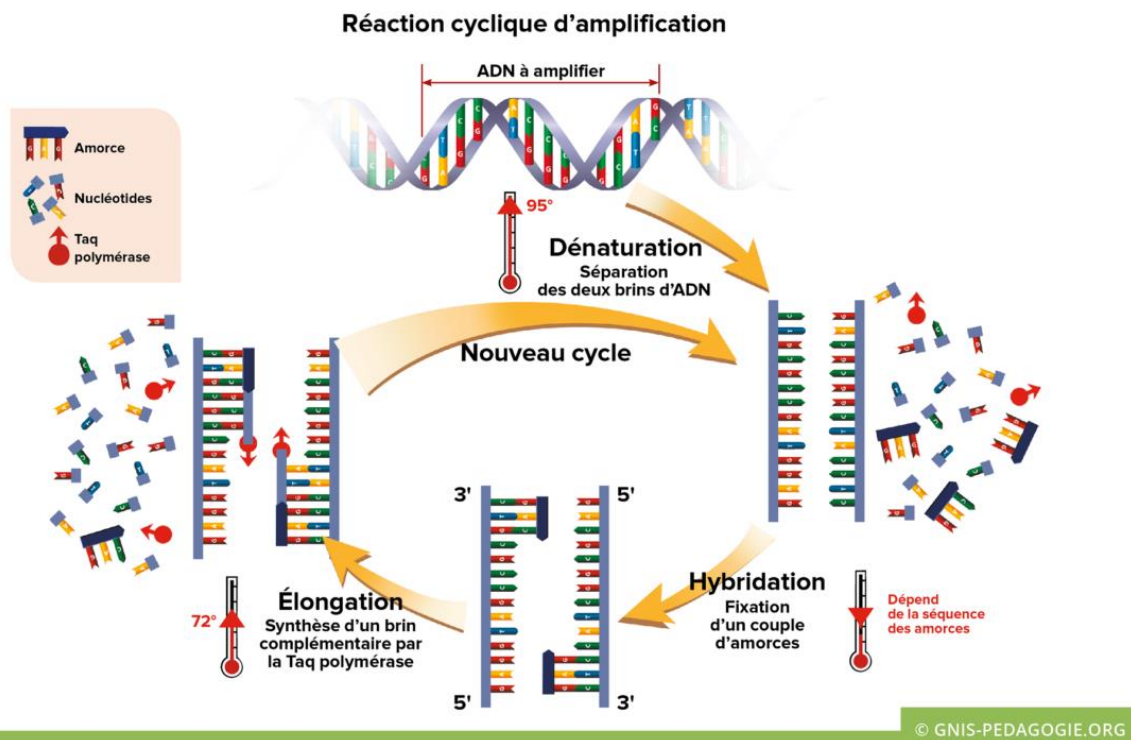 Réaction cyclique d'amplification
ADN à amplifier
Amorce
Nucléotides
Taq
polymérase
95°
Dénaturation
Séparation
des deux brins d'ADN
Nouveau cycle
Hybridation
Fixation
d'un couple
d'amorces
Dépend
de la séquence
des amorces
3'
5'
5'
3'
72°
Élongation
Synthèse d'un brin
complémentaire par
la Taq polymérase
© GNIS-PEDAGOGIE.ORG